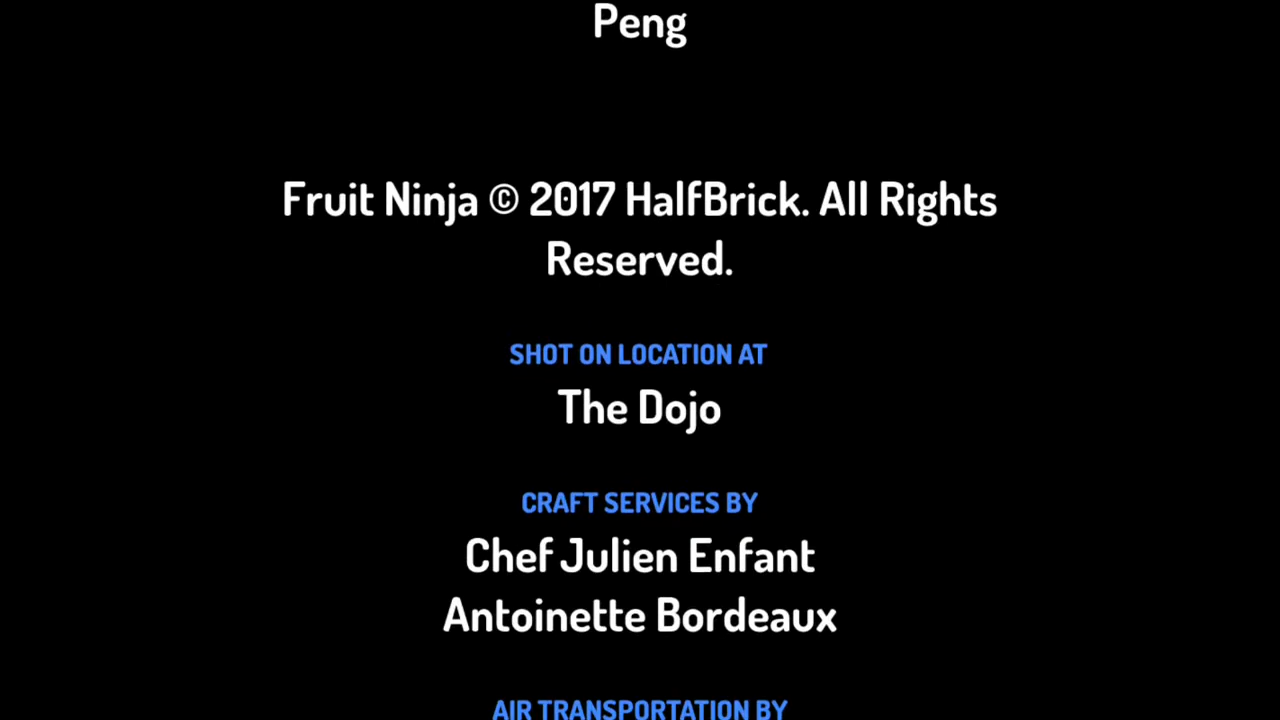 Peng
Fruit Ninja © 2017 HalfBrick. All Rights
Reserved.
SHOT ON LOCATION AT
The Dojo
CRAFT SERVICES BY
Chef Julien Enfant
Antoinette Bordeaux
AIR TRANSPORTATION BY